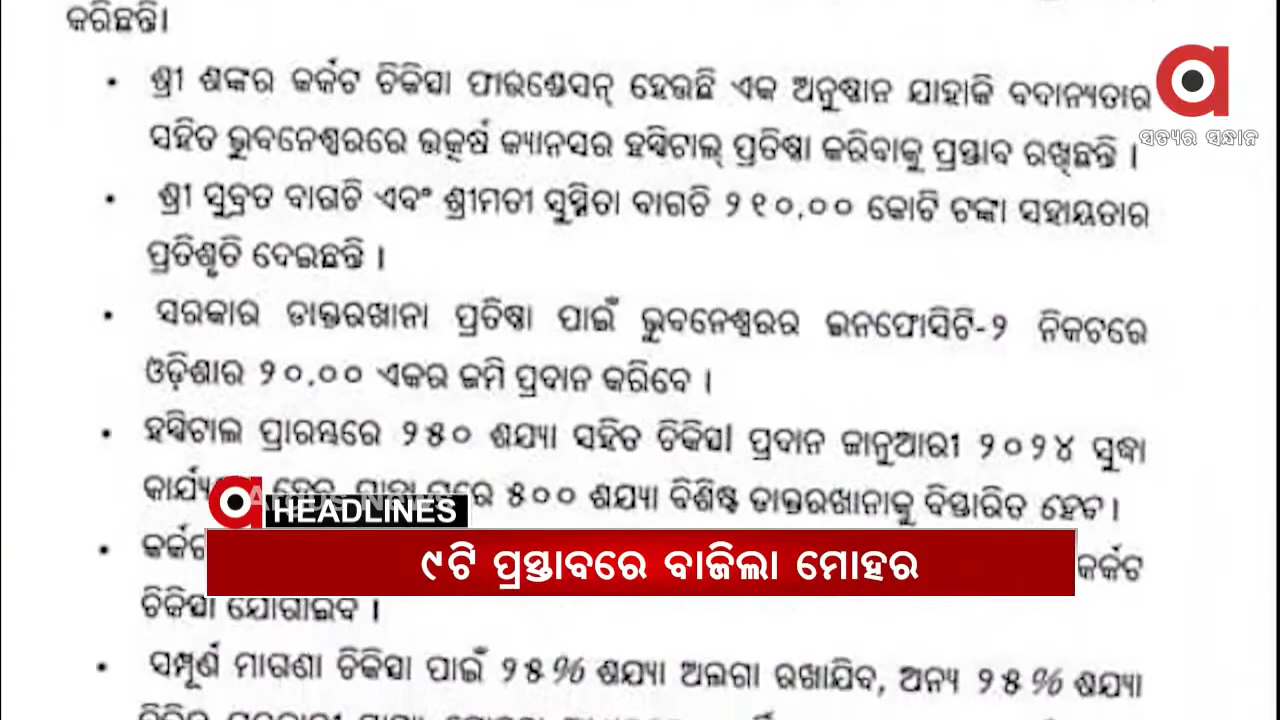 କରିଛନ୍ତି।
• ଶ୍ରୀ ଶଙ୍କର କର୍କଟ ଚିକିତ୍ସା ଫାଉଣ୍ଡେସନ୍ ହେଉଛି ଏକ ଅନୁଷ୍ଠାନ ଯାହାକି ବଦାନ୍ୟତାର
ସହିତ ଭୁବନେଶ୍ୱରରେ ଉତ୍କର୍ଷ କ୍ୟାନସର ହସ୍ପିଟାଲ୍ ପ୍ରତିଷ୍ଠା କରିବାକୁ ପ୍ରସ୍ତାବ ରଖିଛନ୍ତି ।
ସତ୍ୟର ସନ୍ଧାନ
• ଶ୍ରୀ ସୁବ୍ରତ ବାଗଚି ଏବଂ ଶ୍ରୀମତୀ ସୁସ୍ମିତା ବାଗଚି ୨୧୦.୦୦ କୋଟି ଟଙ୍କା ସହାୟତାର
ପ୍ରତିଶୃତି ଦେଇଛନ୍ତି ।
• ସରକାର ଡାକ୍ତରଖାନା ପ୍ରତିଷ୍ଠା ପାଇଁ ଭୁବନେଶ୍ୱରର ଇନଫୋସିଟି-୨ ନିକଟରେ
ଓଡ଼ିଶାର ୨୦.୦୦ ଏକର ଜମି ପ୍ରଦାନ କରିବେ ।
• ହସ୍ପିଟାଲ ପ୍ରାରମ୍ଭରେ ୨୫୦ ଶଯ୍ୟା ସହିତ ଚିକିତ୍ସା ପ୍ରଦାନ ଜାନୁଆରୀ ୨୦୨୪ ସୁଦ୍ଧା
୫୦୦ ଶଯ୍ୟା ବିଶିଷ୍ଟ ଡାକ୍ତରଖାନାକୁ ବିସ୍ତାରିତ ହେବ।
HEADLINES
୯ଟି ପ୍ରସ୍ତାବରେ ବାଜିଲା ମୋହର
• କର୍କଟ
ଚିକିତ୍ସା ଯୋଗାଇବ ।
• ସମ୍ପୂର୍ଣ ମାଗଣା ଚିକିତ୍ସା ପାଇଁ ୨୫% ଶଯ୍ୟା ଅଲଗା ରଖାଯିବ, ଅନ୍ୟ ୨୫% ଶଯ୍ୟା